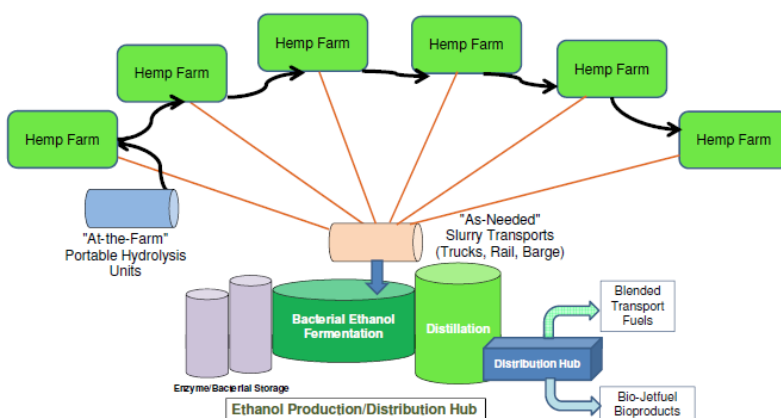 Hemp Farm
Hemp Farm
Hemp Farm
Hemp Farm
Hemp Farm
Hemp Farm
"At-the-Farm"
Portable Hydrolysis
Units
"As-Needed"
Slurry Transports
(Trucks, Rail, Barge)
Bacterial Ethanol
Fermentation
Distillation
Blended
Transport
Fuels
Distribution Hub
Enzyme/Bacterial Storage
Bio-Jetfuel
Bioproducts
Ethanol Production/Distribution Hub